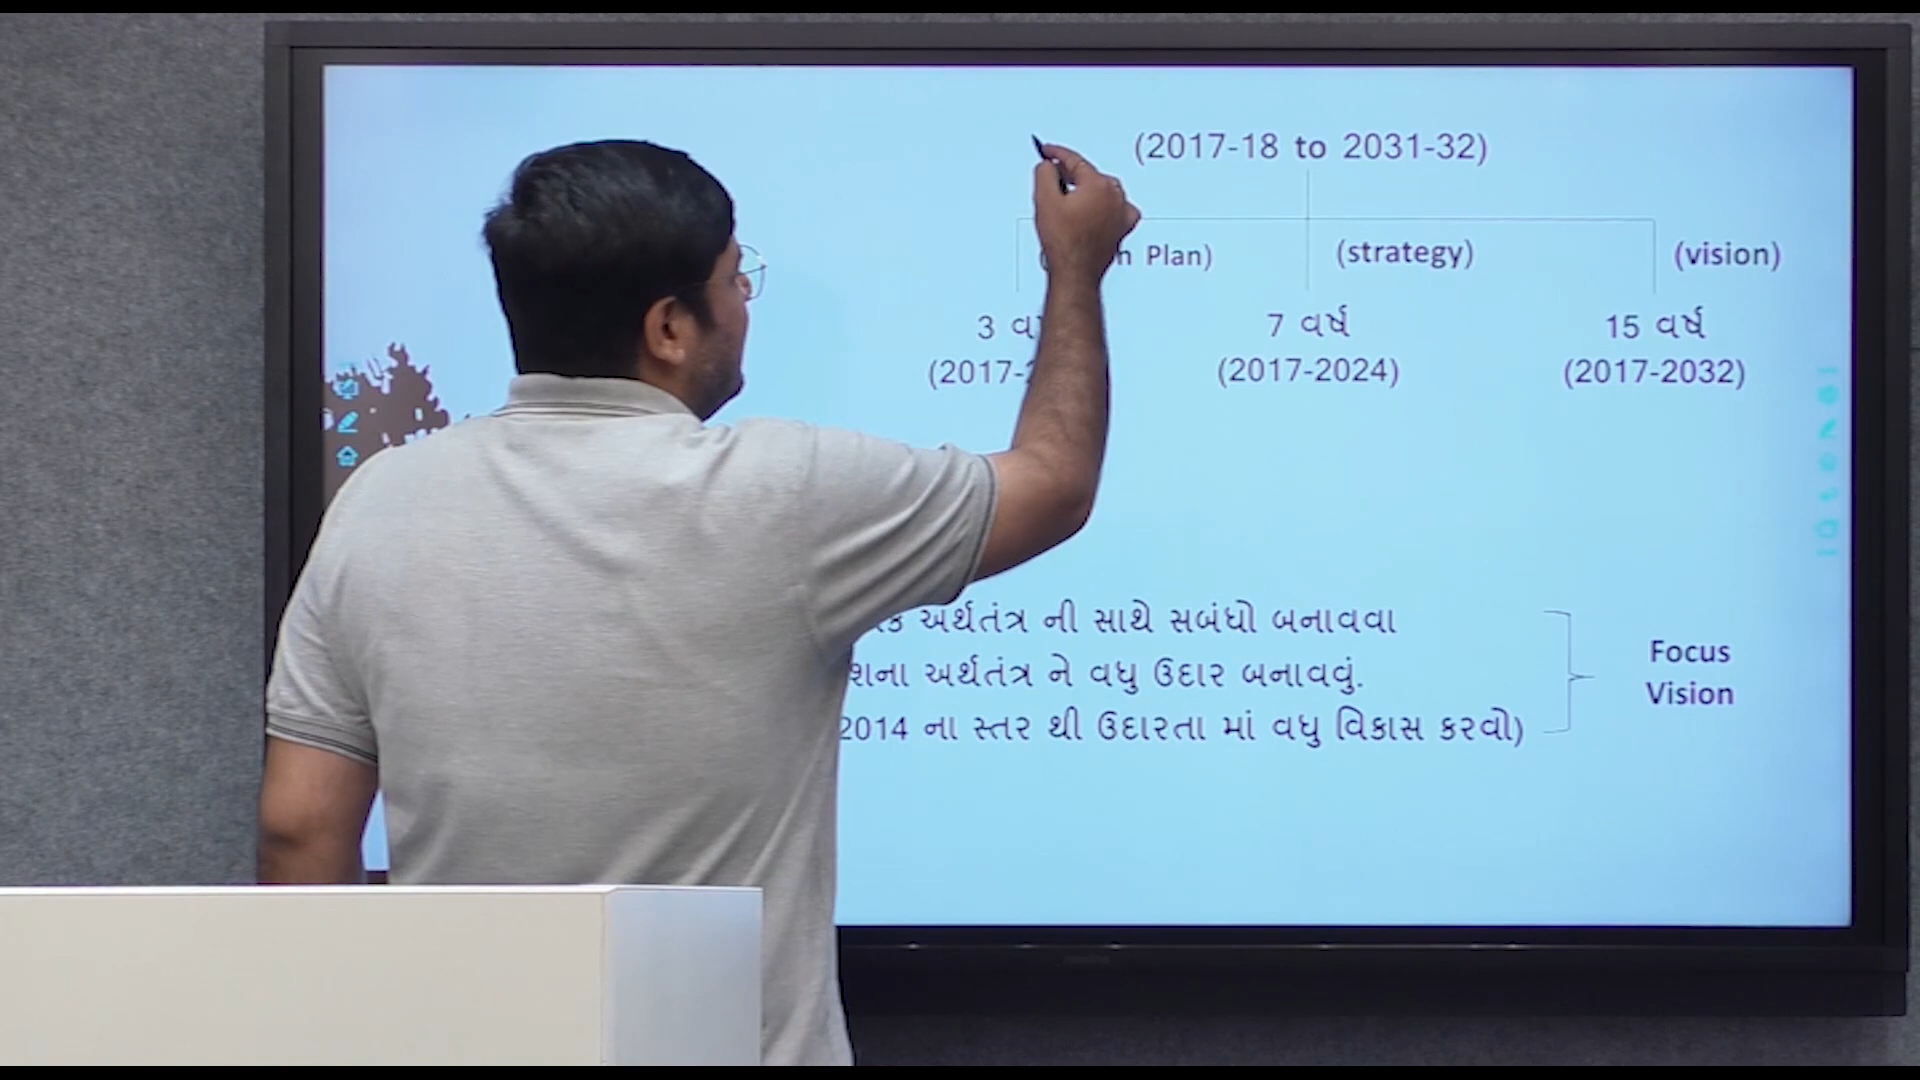 (2017-18 to 2031-32)
Plan) (strategy) (vision)
3 7 વર્ષ 15 વર્ષ
(2017- (2017-2024) (2017-2032)
અર્થતંત્ર ની સાથે સબંધો બનાવવા
અર્થતંત્ર ને વધુ ઉદાર બનાવવું.
2014 ના સ્તર થી ઉદારતા માં વધુ વિકાસ કરવો)
Focus
Vision